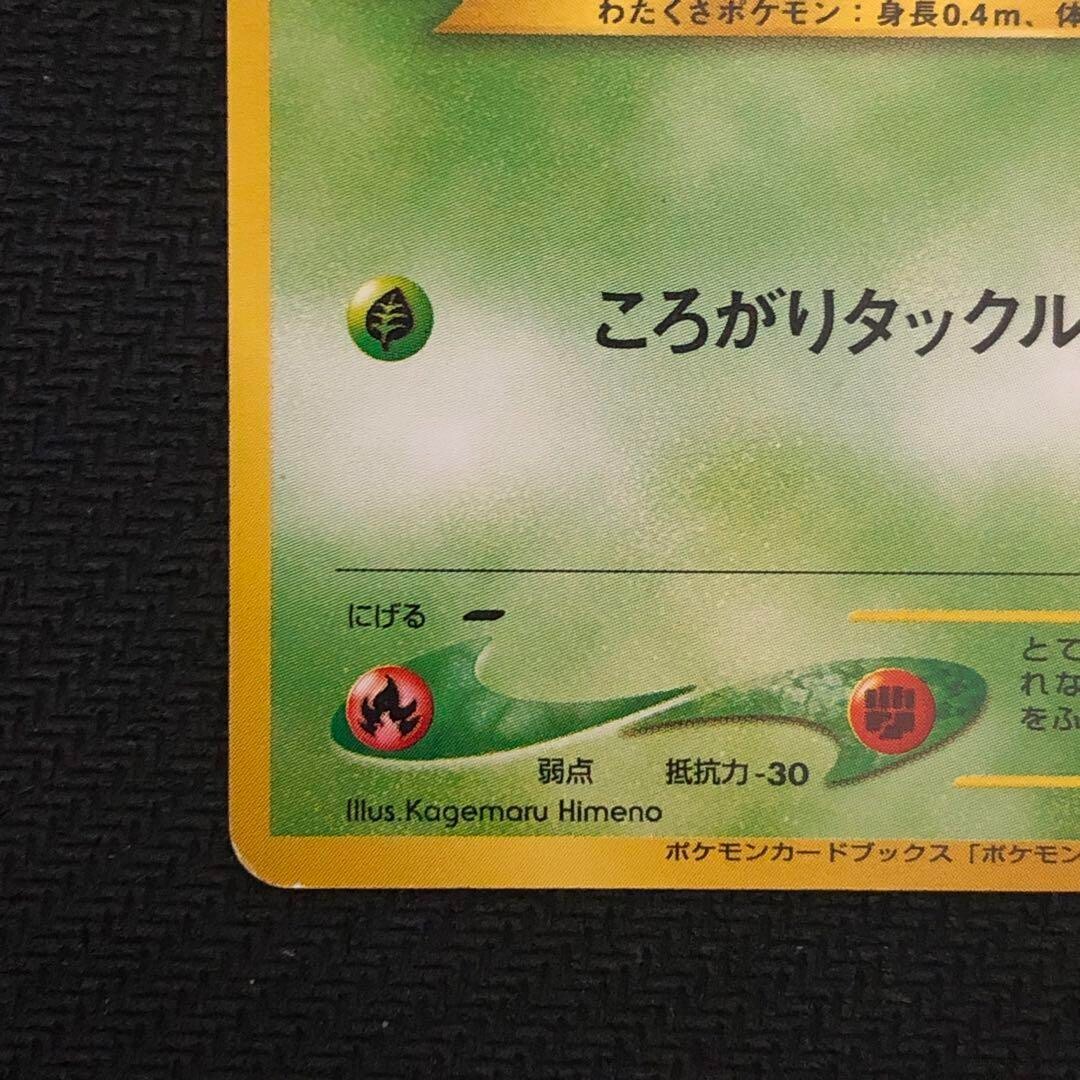 わたくさポケモン：身長0.4m、体
ころがりタックル
にげる
とて
れな
をふ
弱点 抵抗力-30
Illus.Kagemaru Himeno
ポケモンカードブックス「ポケモン